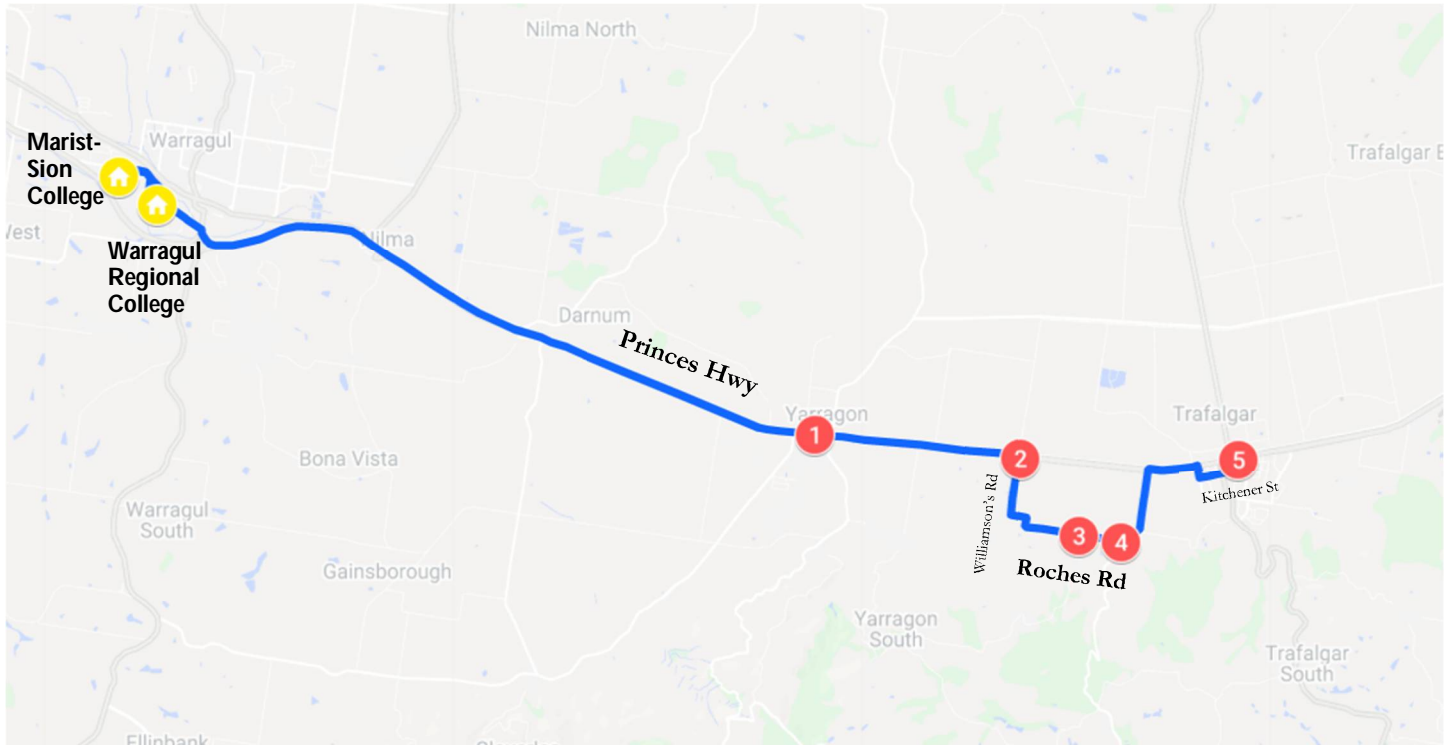 Nilma North
Marist-
Sion
College
Warragul
Trafalgar E
West
Warragul
Regional
College
Nilma
Darnum
Princes Hwy
Yarragon
1
Trafalgar
2
5
Kitchener St
Bona Vista
Williamson's Rd
3
4
Roches Rd
Warragul
South
Gainsborough
Yarragon
South
Trafalgar
South
Ellinbank